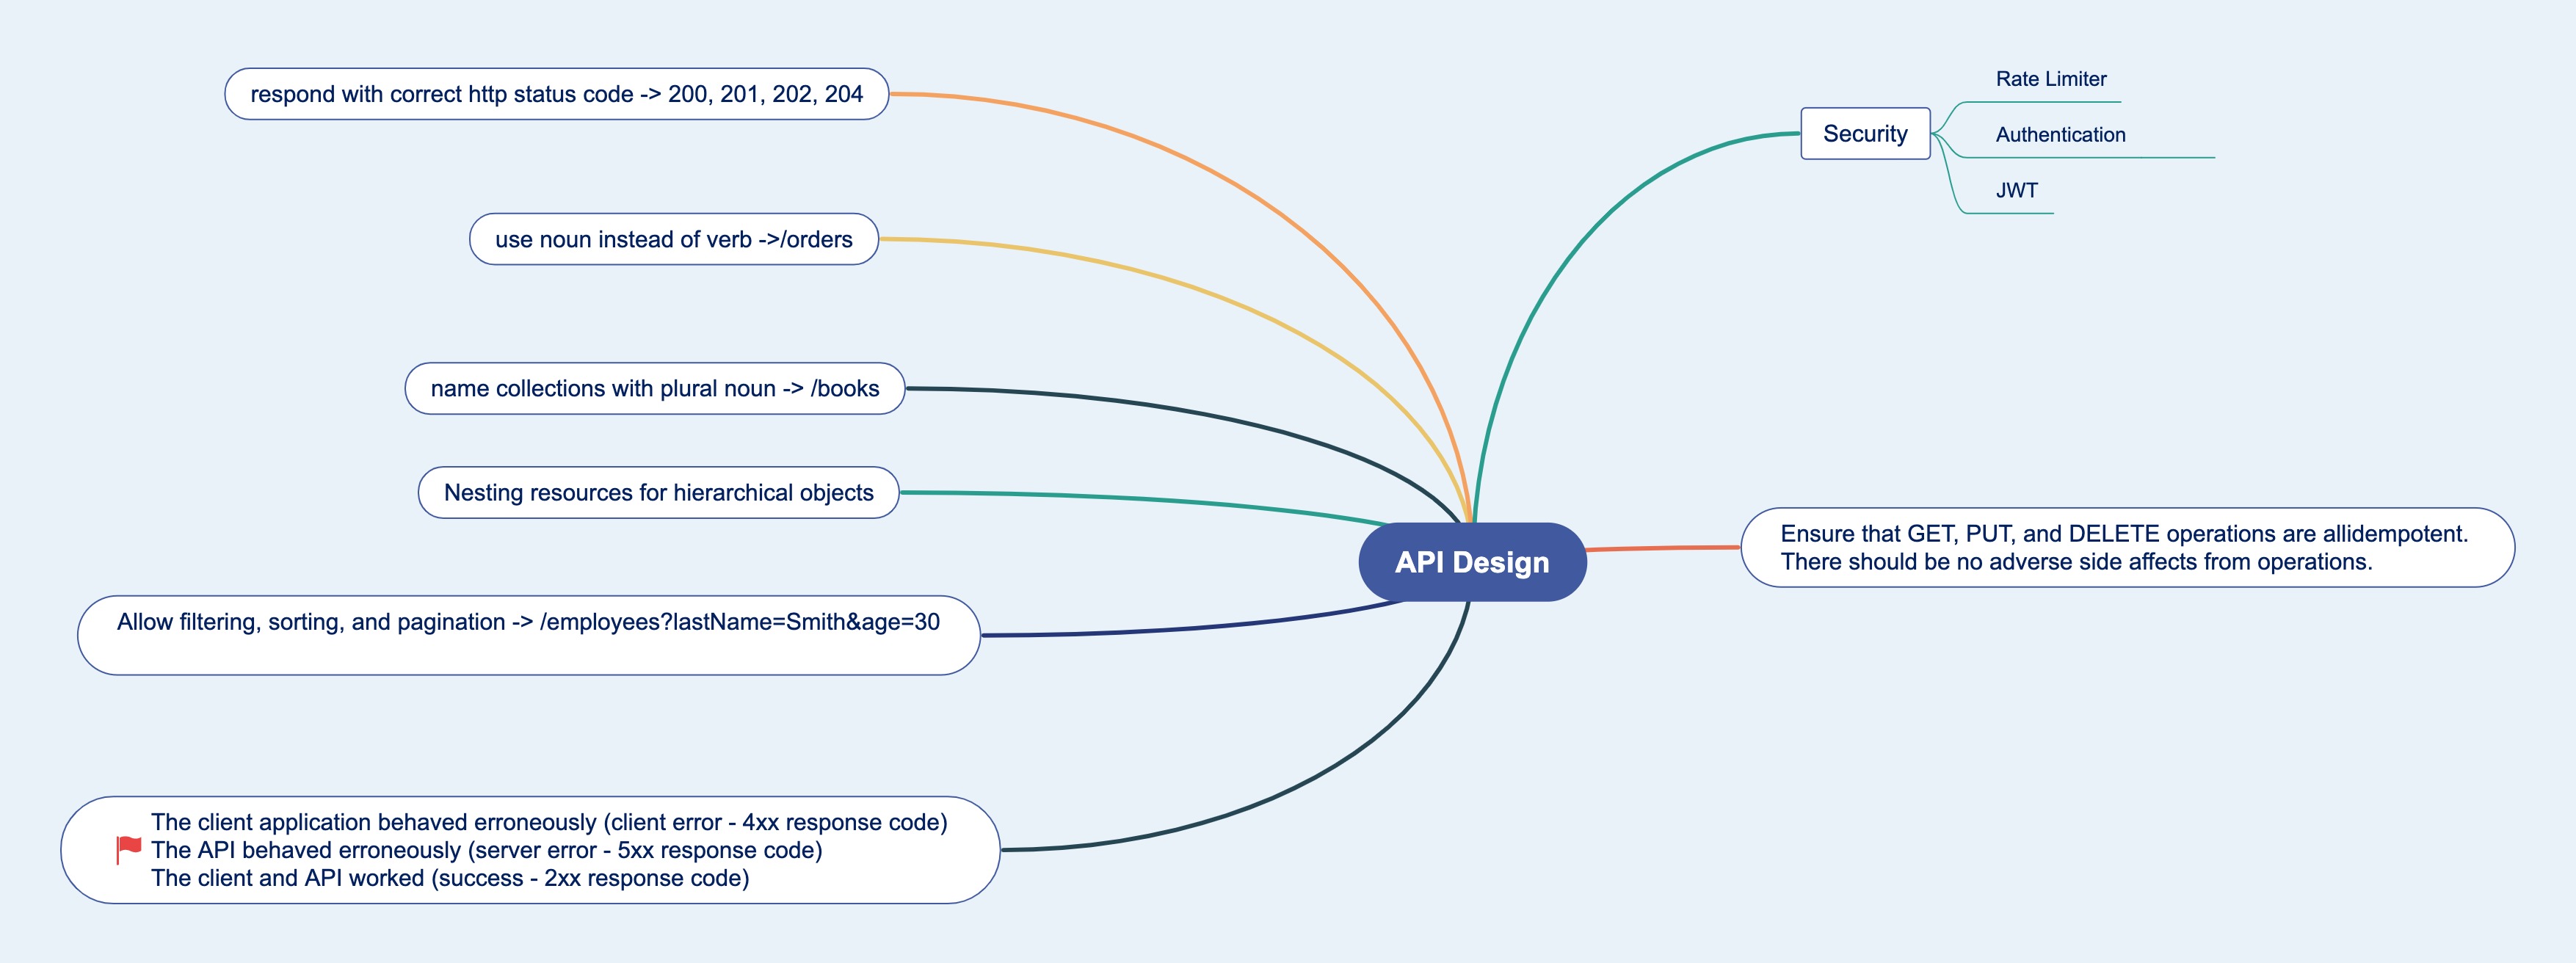 respond with correct http status code -> 200, 201, 202, 204
use noun instead of verb ->/orders
name collections with plural noun -> /books
Nesting resources for hierarchical objects
Allow filtering, sorting, and pagination -> /employees?lastName=Smith&age=30
The client application behaved erroneously (client error - 4xx response code)
The API behaved erroneously (server error - 5xx response code)
The client and API worked (success - 2xx response code)
API Design
Security
Rate Limiter
Authentication
JWT
Ensure that GET, PUT, and DELETE operations are allidempotent.
There should be no adverse side affects from operations.